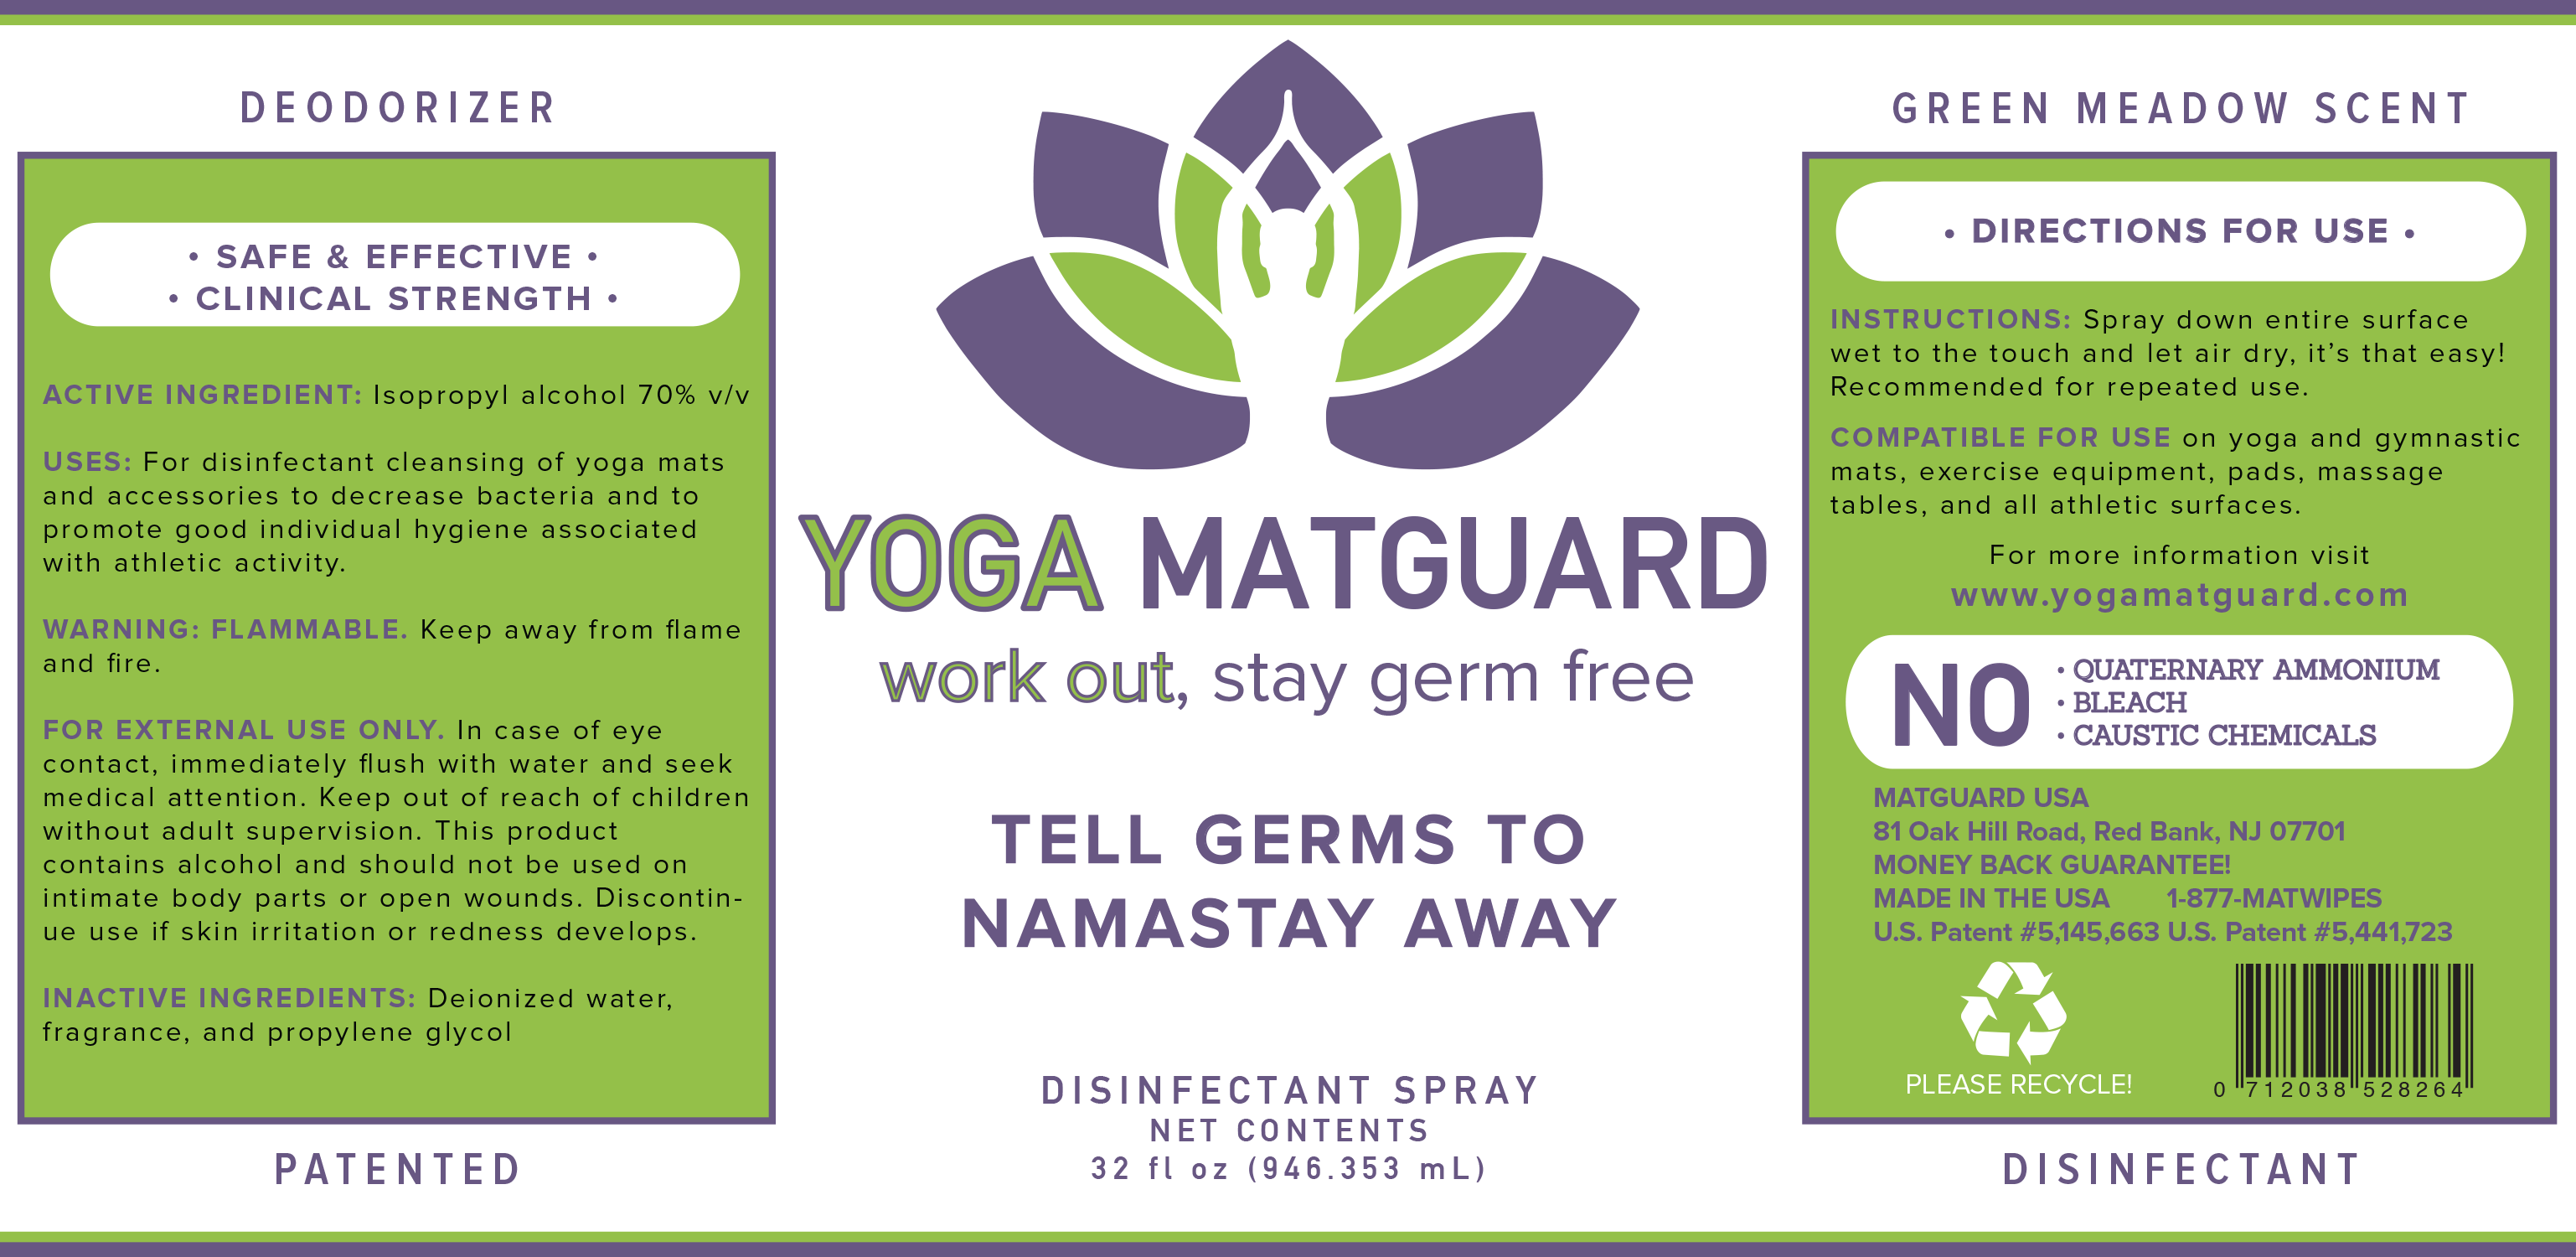 DEODORIZER
• SAFE & EFFECTIVE •
• CLINICAL STRENGTH •
ACTIVE INGREDIENT: Isopropyl alcohol 70% v/v
USES: For disinfectant cleansing of yoga mats
and accessories to decrease bacteria and to
promote good individual hygiene associated
with athletic activity.
WARNING: FLAMMABLE. Keep away from flame
and fire.
FOR EXTERNAL USE ONLY. In case of eye
contact, immediately flush with water and seek
medical attention. Keep out of reach of children
without adult supervision. This product
contains alcohol and should not be used on
intimate body parts or open wounds. Discontin-
ue use if skin irritation or redness develops.
INACTIVE INGREDIENTS: Deionized water,
fragrance, and propylene glycol
PATENTED
YOGA MATGUARD
work out, stay germ free
TELL GERMS TO
NAMASTAY AWAY
DISINFECTANT SPRAY
NET CONTENTS
32 fl oz (946.353 mL)
GREEN MEADOW SCENT
• DIRECTIONS FOR USE •
INSTRUCTIONS: Spray down entire surface
wet to the touch and let air dry, it's that easy!
Recommended for repeated use.
COMPATIBLE FOR USE on yoga and gymnastic
mats, exercise equipment, pads, massage
tables, and all athletic surfaces.
For more information visit
www.yogamatguard.com
NO
• QUATERNARY AMMONIUM
• BLEACH
• CAUSTIC CHEMICALS
MATGUARD USA
81 Oak Hill Road, Red Bank, NJ 07701
MONEY BACK GUARANTEE!
MADE IN THE USA 1-877-MATWIPES
U.S. Patent #5,145,663 U.S. Patent #5,441,723
PLEASE RECYCLE!
0 712038 528264
DISINFECTANT